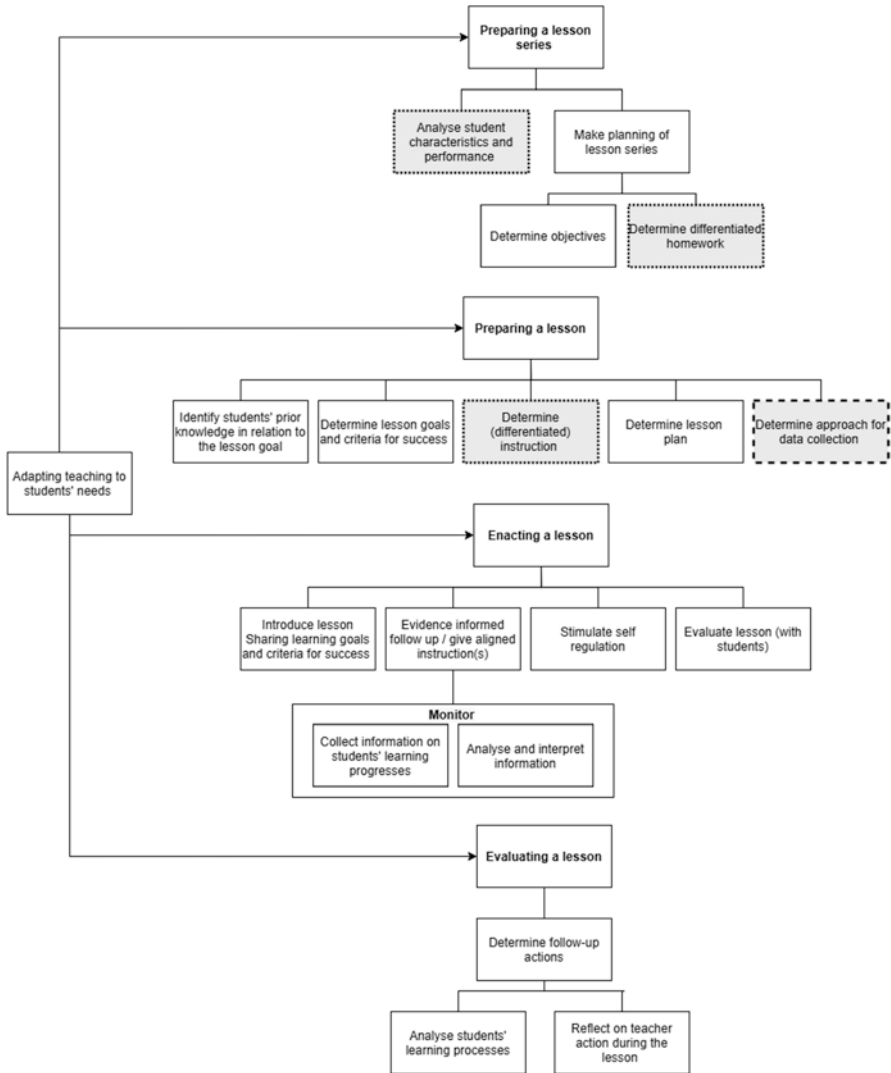 Preparing a lesson
series
Analyse student
characteristics and
performance
Make planning of
lesson series
Determine objectives
Determine differentiated
homework
Preparing a lesson
Identify students' prior
knowledge in relation to
the lesson goal
Determine lesson goals
and criteria for success
Determine
(differentiated)
instruction
Determine lesson
plan
Determine approach for
data collection
Adapting teaching to
students' needs
Enacting a lesson
Introduce lesson
Sharing learning goals
and criteria for success
Evidence informed
follow up / give aligned
instruction(s)
Stimulate self
regulation
Evaluate lesson (with
students)
Monitor
Collect information on
students' learning
progresses
Analyse and interpret
information
Evaluating a lesson
Determine follow-up
actions
Analyse students'
learning processes
Reflect on teacher
action during the
lesson